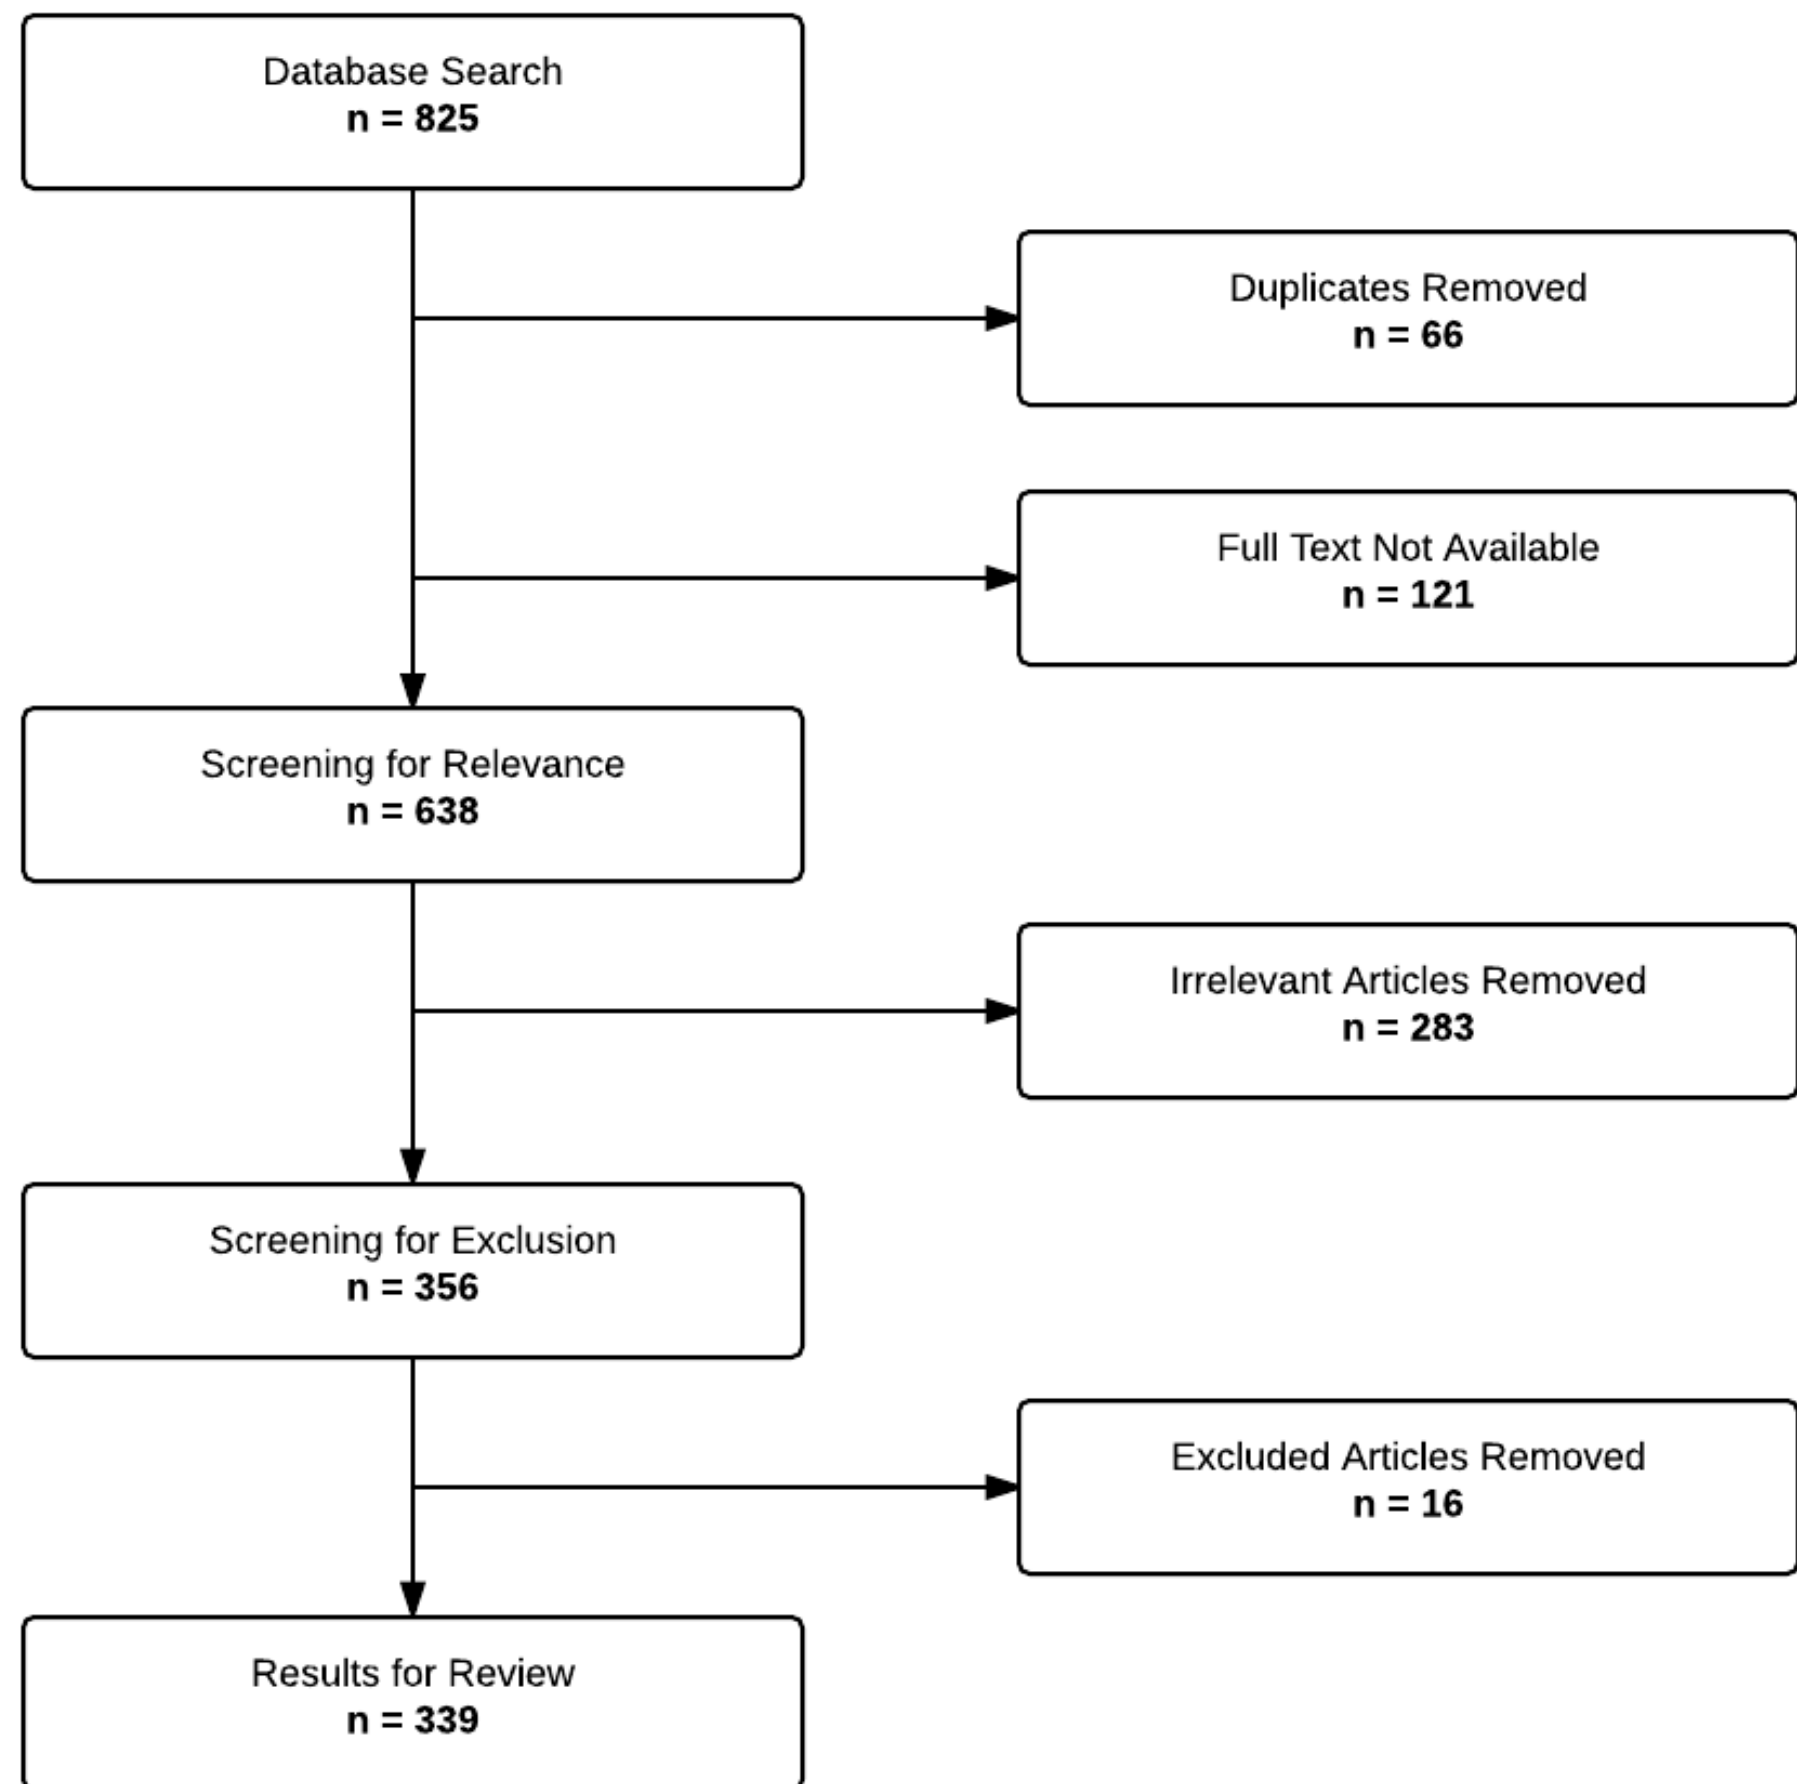 Database Search
n = 825
Duplicates Removed
n = 66
Full Text Not Available
n = 121
Screening for Relevance
n = 638
Irrelevant Articles Removed
n = 283
Screening for Exclusion
n = 356
Excluded Articles Removed
n = 16
Results for Review
n = 339